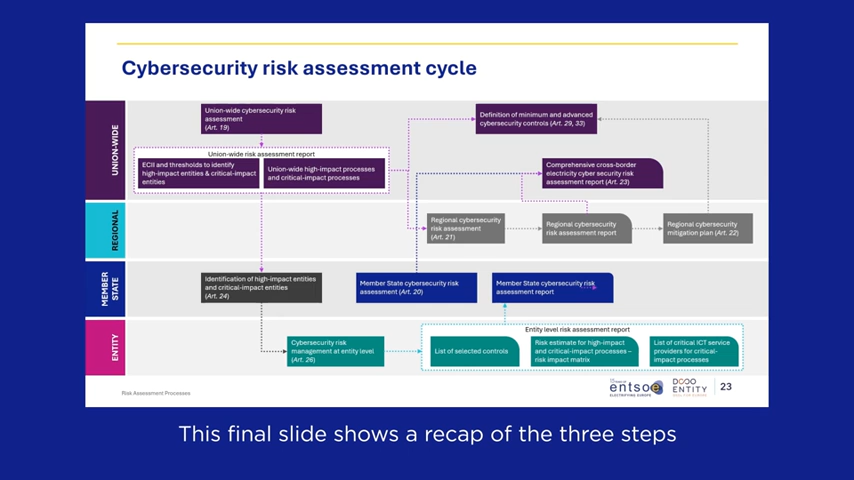 Cybersecurity risk assessment cycle
UNION-WIDE
Union-wide cybersecurity risk
assessment
(Art. 19)
Definition of minimum and advanced
cybersecurity controls (Art. 29, 33)
Union-wide risk assessment report
ECII and thresholds to identify
high-impact entities & critical-impact
entities
Union-wide high-impact processes
and critical-impact processes
Comprehensive cross-border
electricity cyber security risk
assessment report (Art. 23)
REGIONAL
Regional cybersecurity
risk assessment
(Art. 21)
Regional cybersecurity
risk assessment report
Regional cybersecurity
mitigation plan (Art. 22)
MEMBER
STATE
Identification of high-impact entities
and critical-impact entities
(Art. 24)
Member State cybersecurity risk
assessment (Art. 20)
Member State cybersecurity risk
assessment report
ENTITY
Cybersecurity risk
management at entity level
(Art. 26)
Entity level risk assessment report
List of selected controls
Risk estimate for high-impact
and critical-impact processes –
risk impact matrix
List of critical ICT service
providers for critical-
impact processes
Risk Assessment Processes
entsoe
ELECTRIFYING EUROPE
ENTITY
23
This final slide shows a recap of the three steps